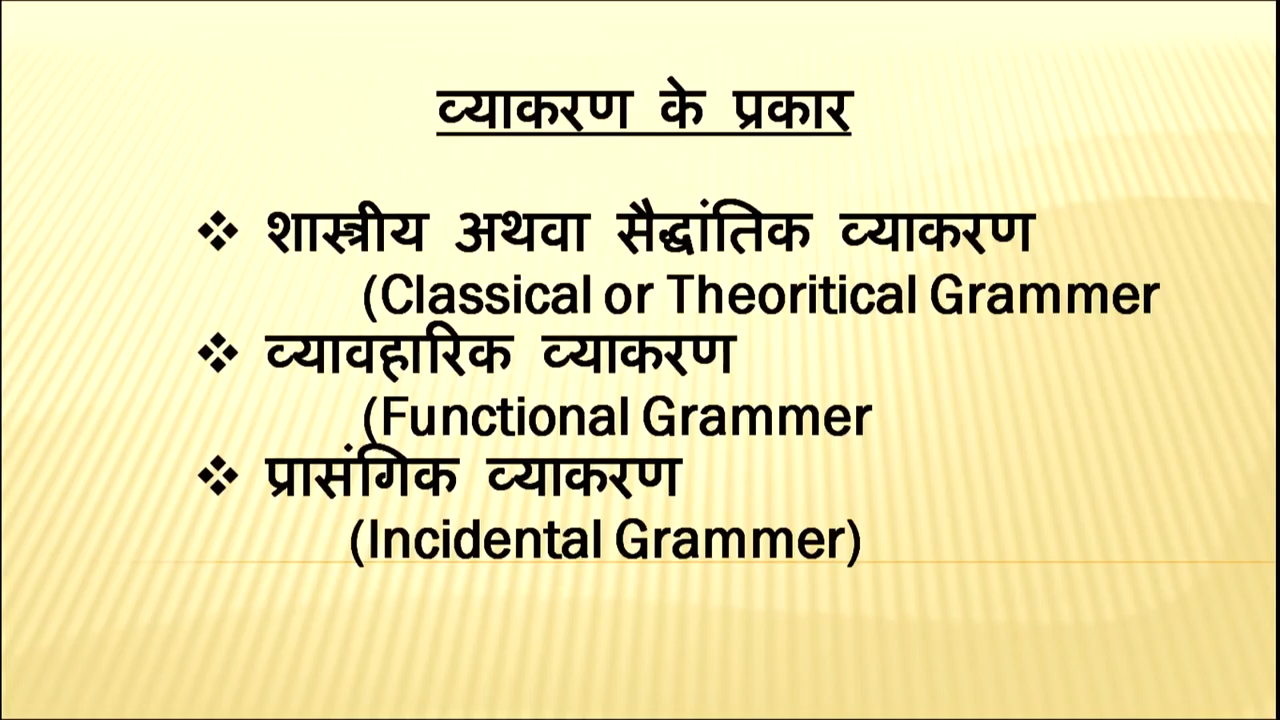 व्याकरण के प्रकार
❖ शास्त्रीय अथवा सैद्धांतिक व्याकरण
(Classical or Theoritical Grammer
❖ व्यावहारिक व्याकरण
(Functional Grammer
❖ प्रासंगिक व्याकरण
(Incidental Grammer)